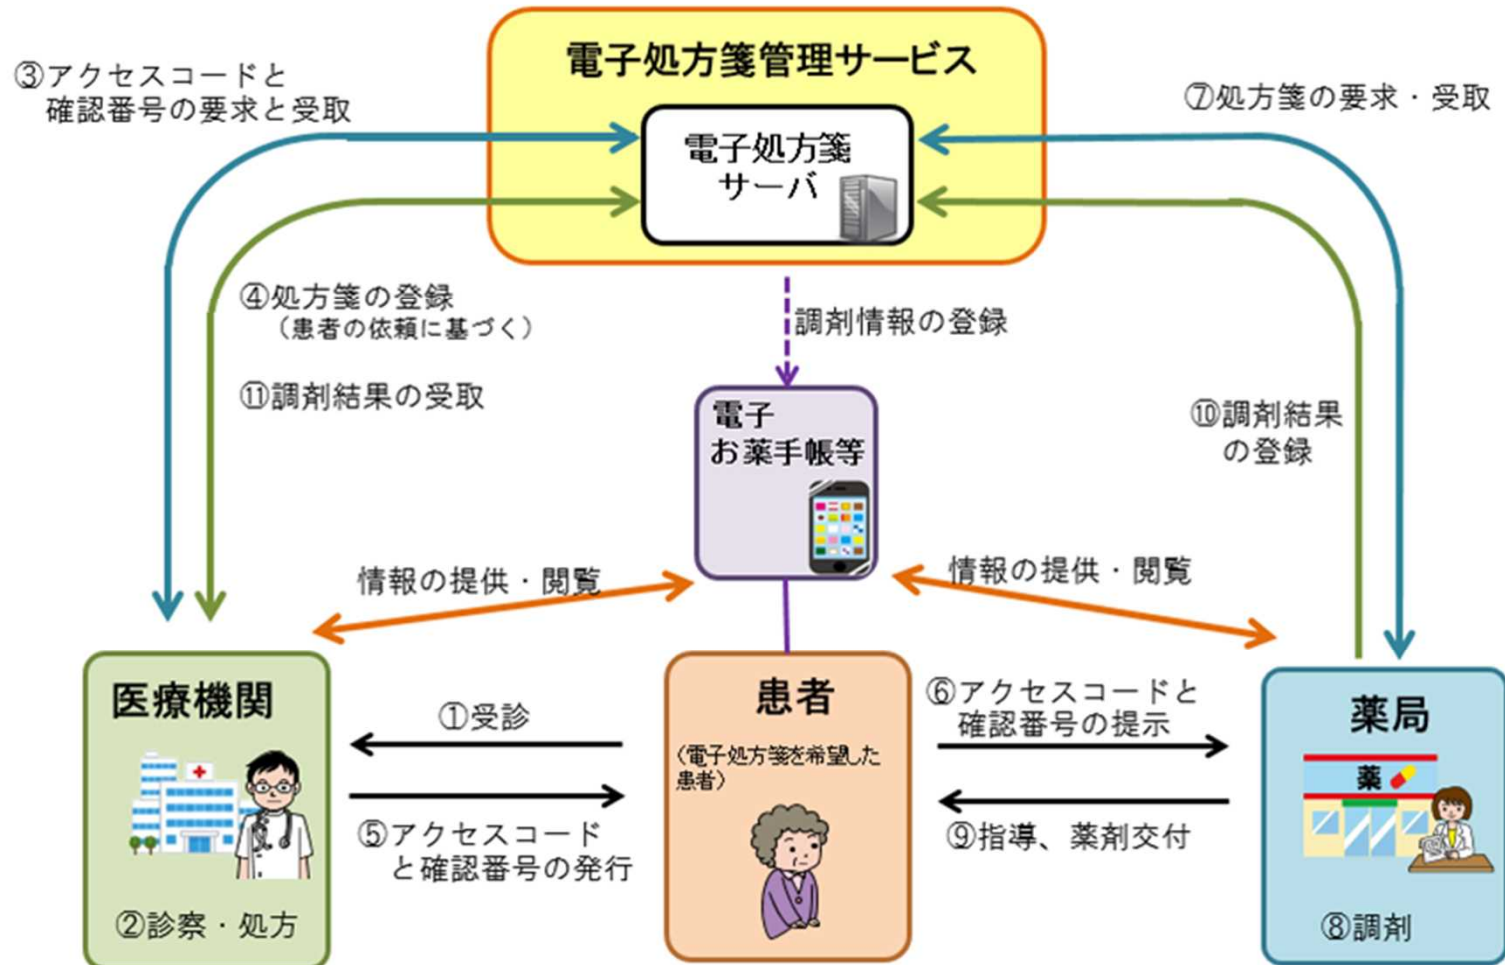 電子処方箋管理サービス
電子処方箋
サーバ
③アクセスコードと
確認番号の要求と受取
⑦処方箋の要求・受取
④処方箋の登録
（患者の依頼に基づく）
⑪調剤結果の受取
調剤情報の登録
電子
お薬手帳等
⑩調剤結果
の登録
情報の提供・閲覧
情報の提供・閲覧
医療機関
①受診
⑤アクセスコード
と確認番号の発行
②診察・処方
患者
（電子処方箋を希望した
患者）
⑥アクセスコードと
確認番号の提示
⑨指導、薬剤交付
薬局
薬
⑧調剤